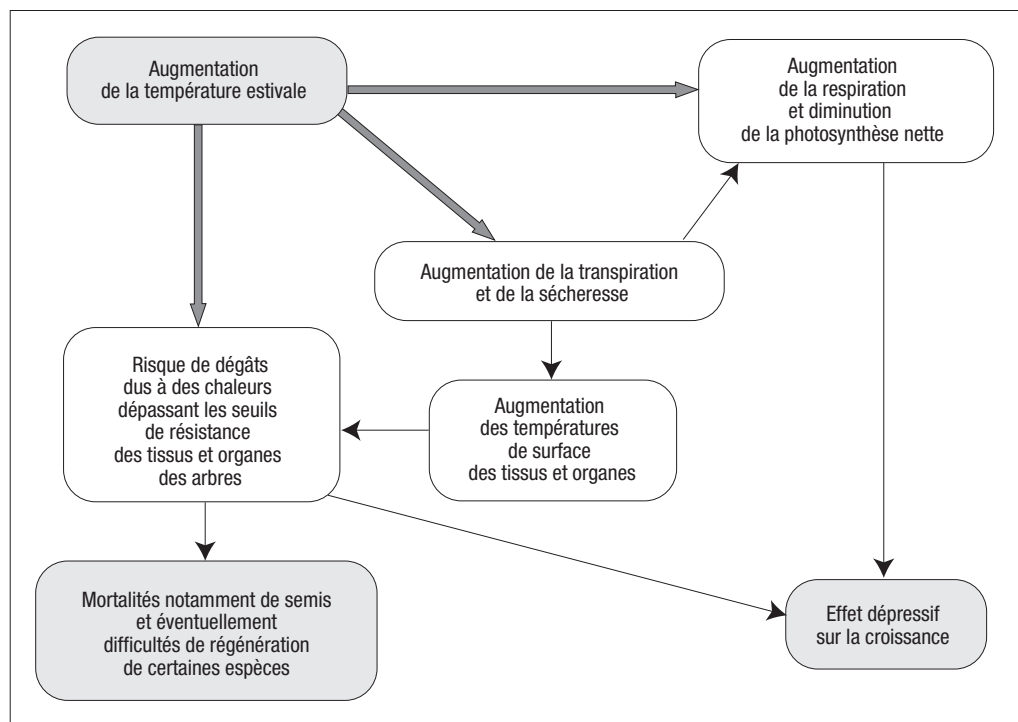 Augmentation
de la température estivale
Augmentation
de la respiration
et diminution
de la photosynthèse nette
Augmentation de la transpiration
et de la sécheresse
Risque de dégâts
dus à des chaleurs
dépassant les seuils
de résistance
des tissus et organes
des arbres
Augmentation
des températures
de surface
des tissus et organes
Mortalités notamment de semis
et éventuellement
difficultés de régénération
de certaines espèces
Effet dépressif
sur la croissance